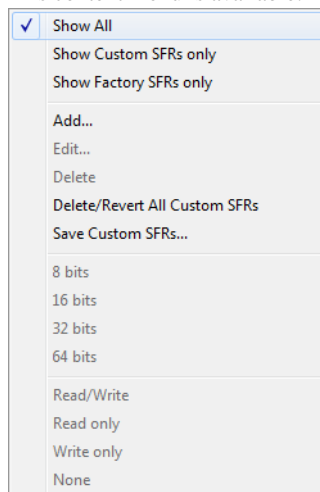 Show All
Show Custom SFRs only
Show Factory SFRs only
Add...
Edit...
Delete
Delete/Revert All Custom SFRs
Save Custom SFRs...
8 bits
16 bits
32 bits
64 bits
Read/Write
Read only
Write only
None